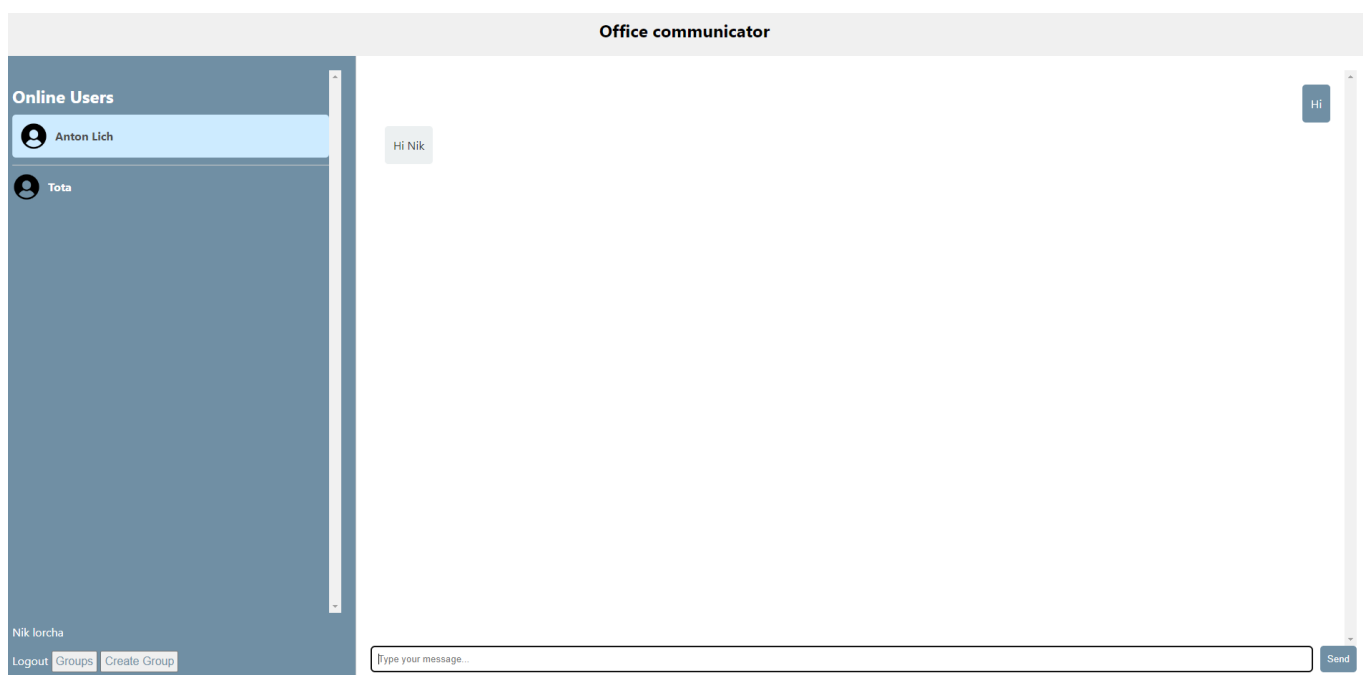 Office communicator
Online Users
Anton Lich
Tota
Nik lorcha
Logout Groups Create Group
Hi
Hi Nik
Type your message...
Send